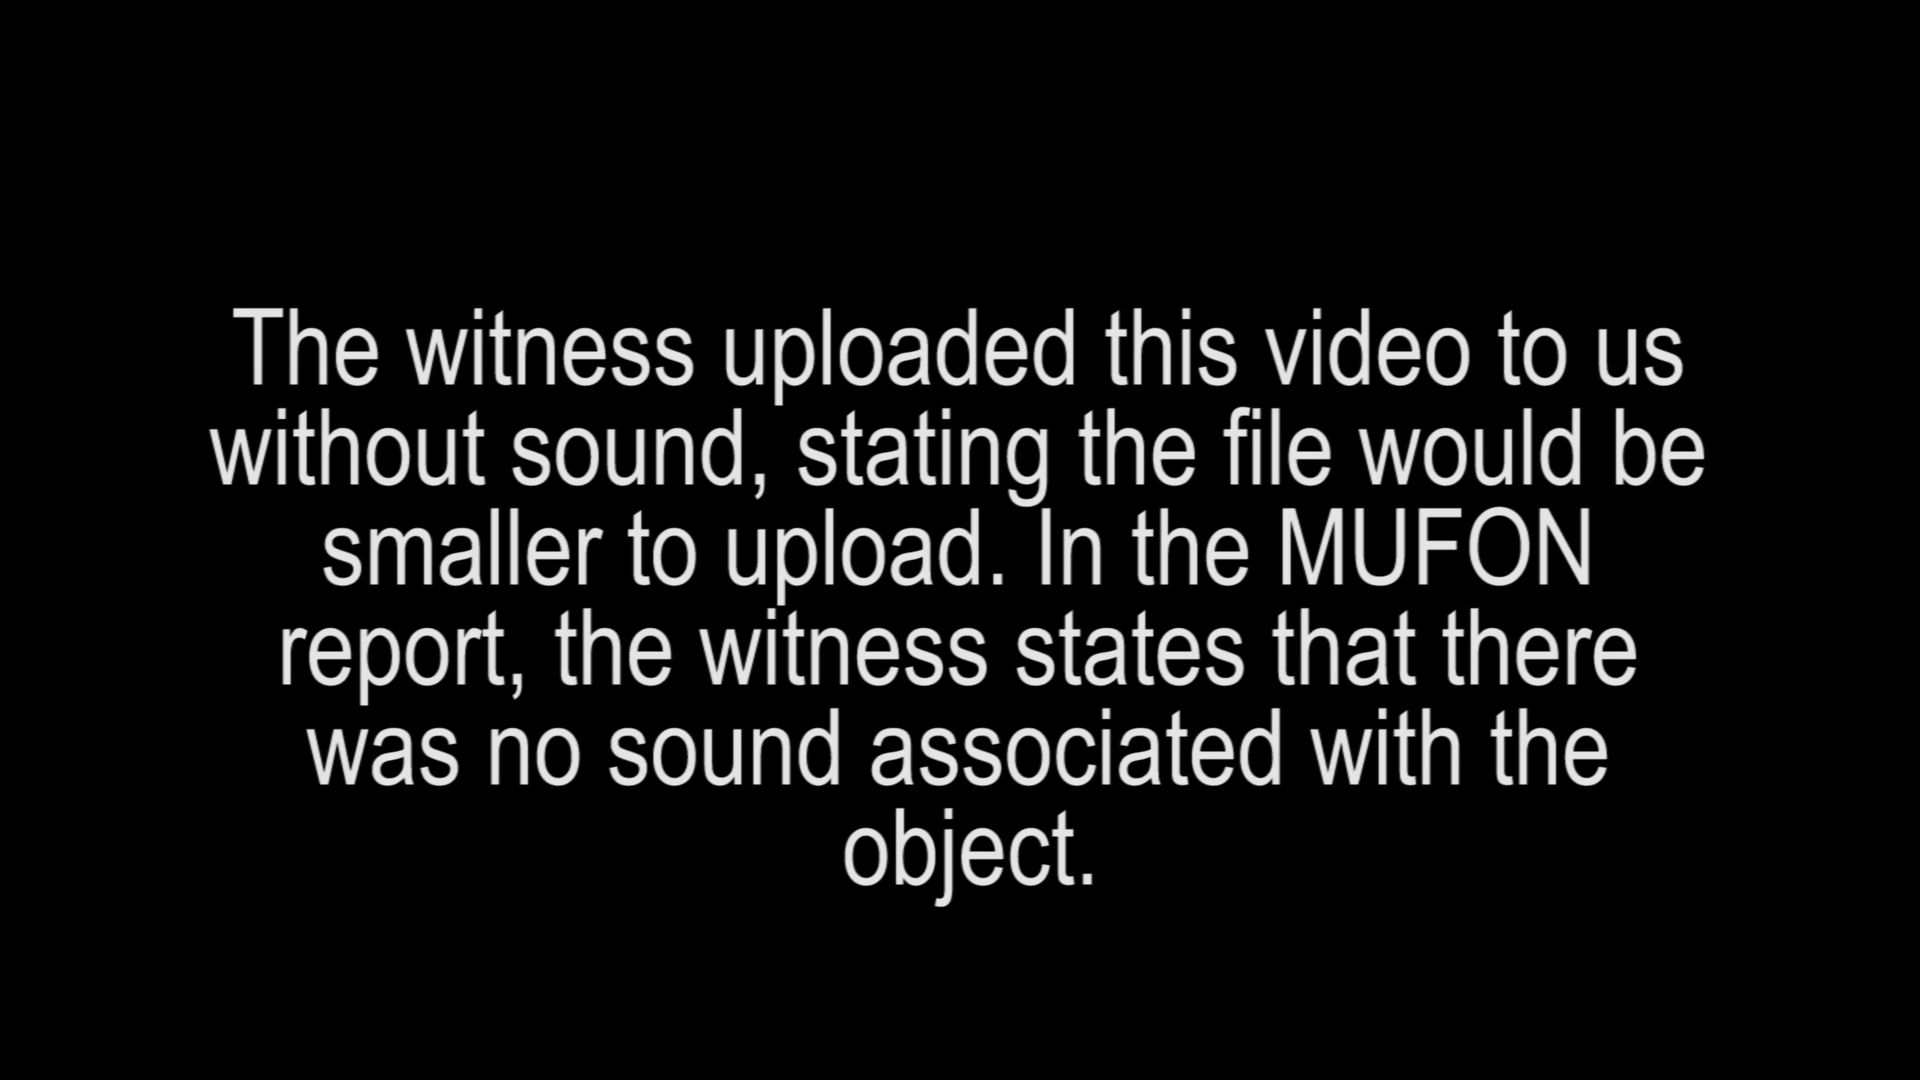 The witness uploaded this video to us
without sound, stating the file would be
smaller to upload. In the MUFON
report, the witness states that there
was no sound associated with the
object.